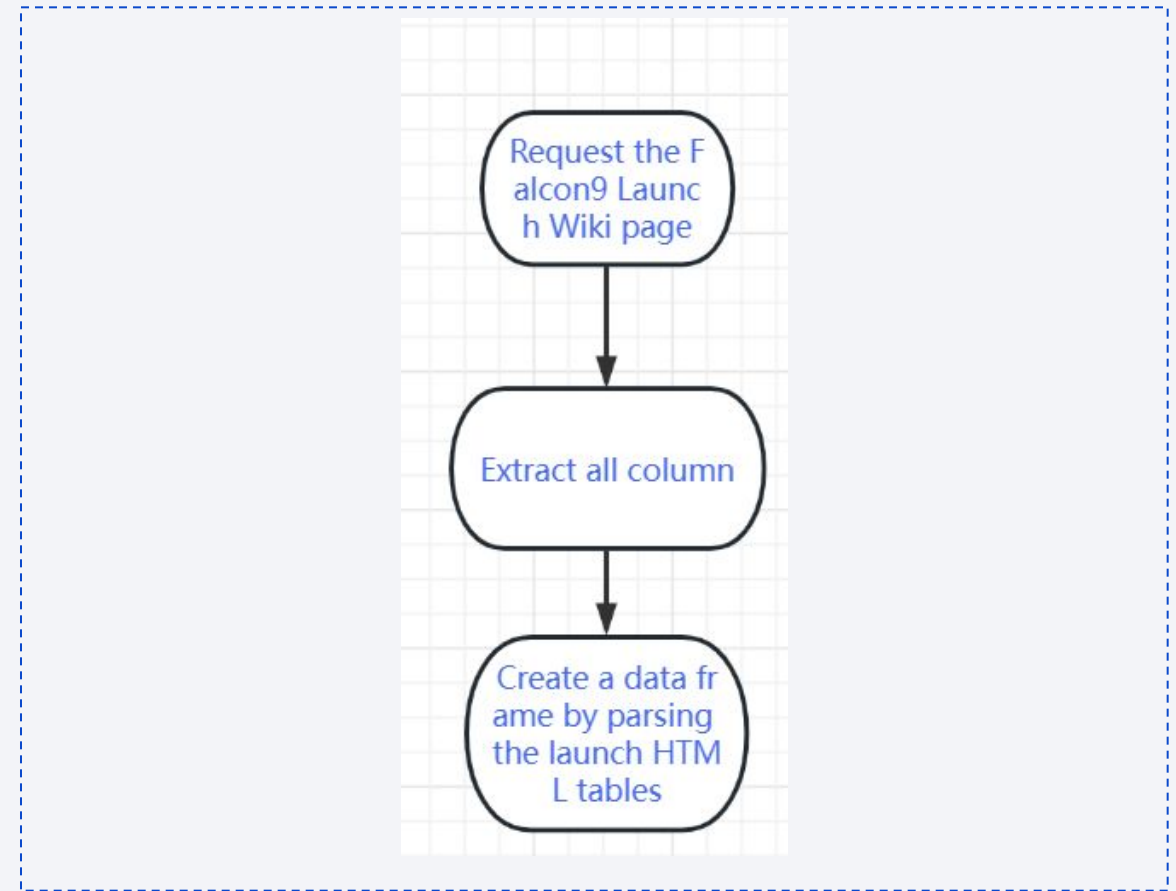 Request the F
alcon9 Launc
h Wiki page
Extract all column
Create a data fr
ame by parsing
the launch HTM
L tables